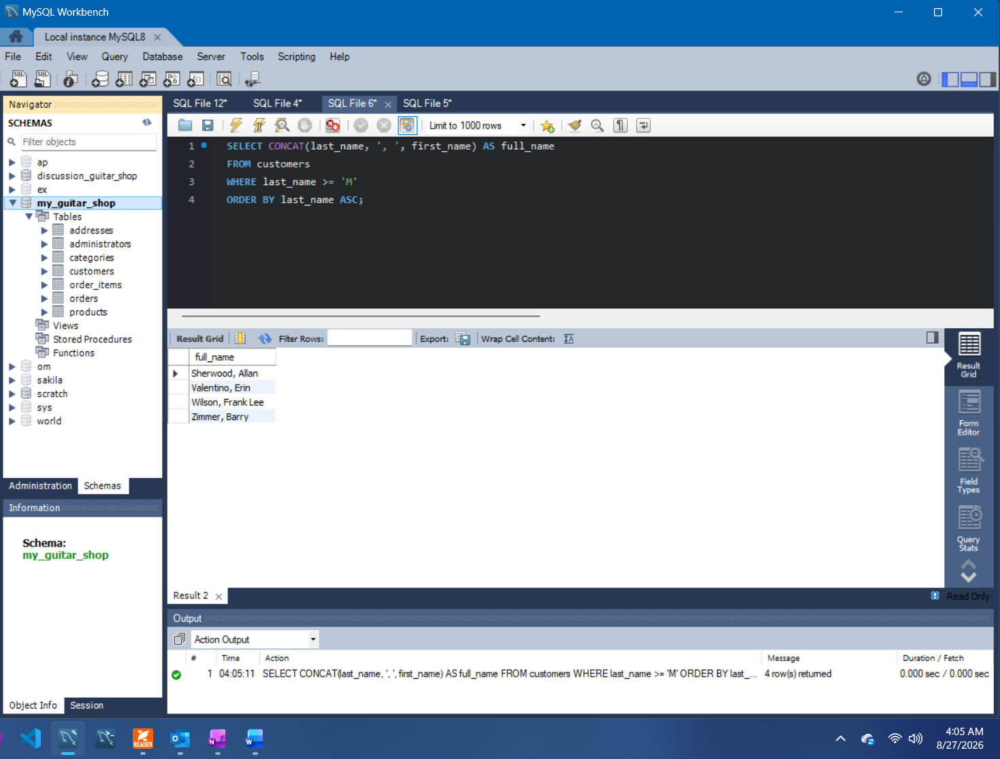 MySQL Workbench
Local instance MySQL8
File Edit View Query Database Server Tools Scripting Help
Navigator
SCHEMAS
Filter objects
ap
discussion_guitar_shop
ex
my_guitar_shop
Tables
addresses
administrators
categories
customers
order_items
orders
products
Views
Stored Procedures
Functions
om
sakila
scratch
sys
world
Administration Schemas
Information
Schema:
my_guitar_shop
Object Info Session
SQL File 12* SQL File 4* SQL File 6* SQL File 5*
Limit to 1000 rows
1 SELECT CONCAT(last_name, ', ', first_name) AS full_name
2 FROM customers
3 WHERE last_name >= 'M'
4 ORDER BY last_name ASC;
Result Grid Filter Rows: Export: Wrap Cell Content:
full_name
Sherwood, Allan
Valentino, Erin
Wilson, Frank Lee
Zimmer, Barry
Result Grid
Form Editor
Field Types
Query Stats
Result 2
Read Only
Output
Action Output
# Time Action Message Duration / Fetch
1 04:05:11 SELECT CONCAT(last_name, ', ', first_name) AS full_name FROM customers WHERE last_name >= 'M' ORDER BY last_... 4 row(s) returned 0.000 sec / 0.000 sec
READER
4:05 AM
8/27/2026